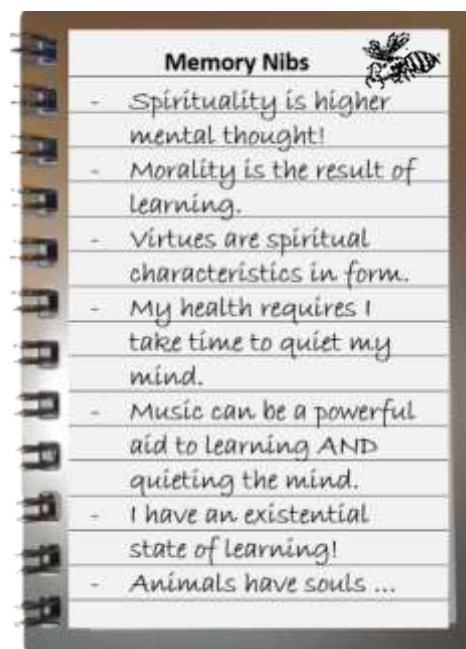 Memory Nibs
- Spirituality is higher
mental thought!
- Morality is the result of
learning.
- Virtues are spiritual
characteristics in form.
- My health requires I
take time to quiet my
mind.
- Music can be a powerful
aid to learning AND
quieting the mind.
- I have an existential
state of learning!
- Animals have souls ...